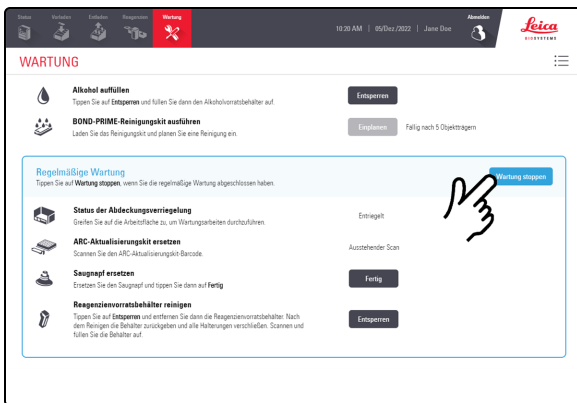 Status Vorladen Entladen Reagenzien Wartung
10:20 AM | 05/Dez./2022 | Jane Doe
Abmelden
Leica
BIOSYSTEMS
WARTUNG
Alkohol auffüllen
Tippen Sie auf Entsperren und füllen Sie dann den Alkoholvorratsbehälter auf.
Entsperren
BOND-PRIME-Reinigungskit ausführen
Laden Sie das Reinigungskit und planen Sie eine Reinigung ein.
Einplanen
Fällig nach 5 Objektträgern
Regelmäßige Wartung
Tippen Sie auf Wartung stoppen, wenn Sie die regelmäßige Wartung abgeschlossen haben.
Wartung stoppen
Status der Abdeckungsverriegelung
Greifen Sie auf die Arbeitsfläche zu, um Wartungsarbeiten durchzuführen.
Entriegelt
ARC-Aktualisierungskit ersetzen
Scannen Sie den ARC-Aktualisierungskit-Barcode.
Ausstehender Scan
Saugnapf ersetzen
Ersetzen Sie den Saugnapf und tippen Sie dann auf Fertig
Fertig
Reagenzienvorratsbehälter reinigen
Tippen Sie auf Entsperren und entfernen Sie dann die Reagenzienvorratsbehälter. Nach
dem Reinigen die Behälter zurückgeben und alle Halterungen verschließen. Scannen und
füllen Sie die Behälter auf.
Entsperren